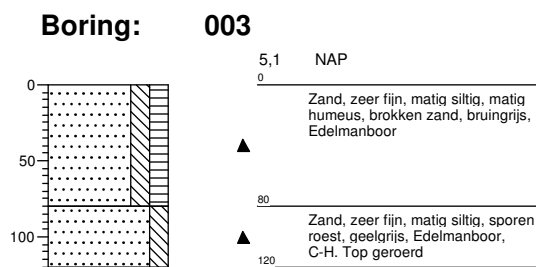 Boring: 003
5,1 NAP
0
0
Zand, zeer fijn, matig siltig, matig
humeus, brokken zand, bruingrijs,
Edelmanboor
50
80
Zand, zeer fijn, matig siltig, sporen
roest, geelgrijs, Edelmanboor,
C-H. Top geroerd
100
120